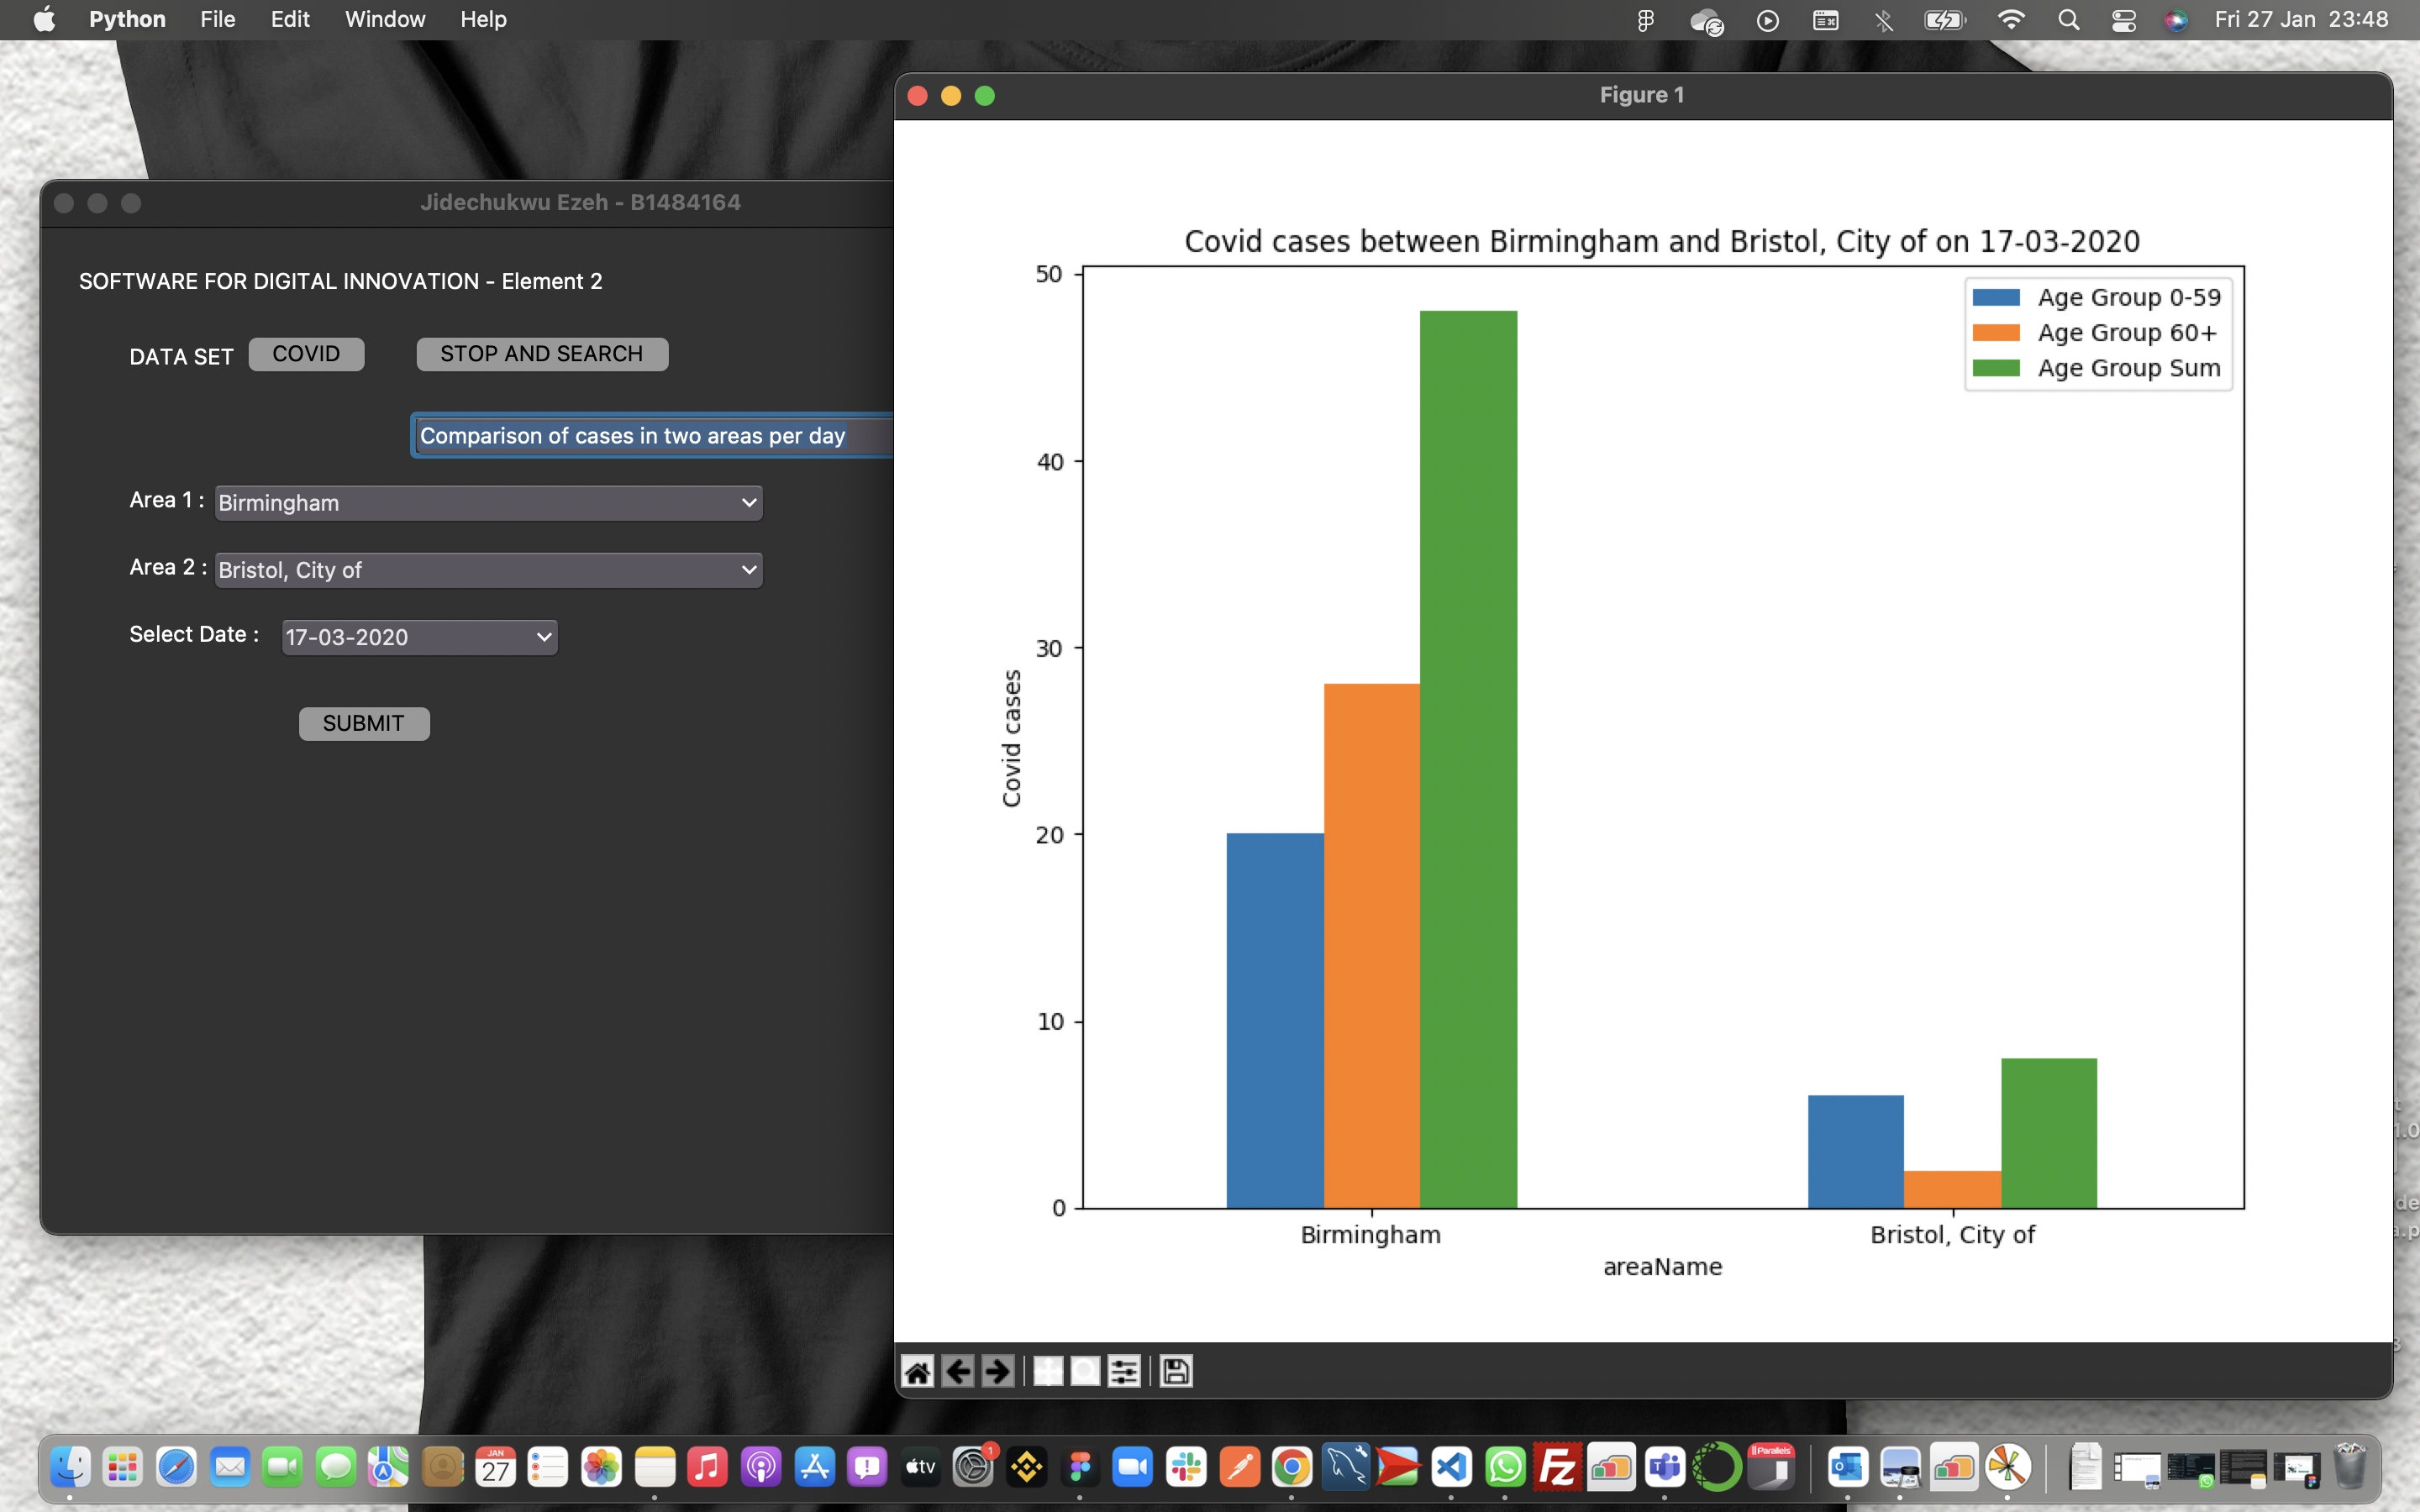 Python File Edit Window Help Fri 27 Jan 23:48
Figure 1
Jidechukwu Ezeh - B1484164
SOFTWARE FOR DIGITAL INNOVATION - Element 2
DATA SET COVID STOP AND SEARCH
Comparison of cases in two areas per day
Area 1 : Birmingham
Area 2 : Bristol, City of
Select Date : 17-03-2020
SUBMIT
Covid cases between Birmingham and Bristol, City of on 17-03-2020
Age Group 0-59
Age Group 60+
Age Group Sum
50
40
30
20
10
0
Covid cases
Birmingham Bristol, City of
areaName
JAN
27
tv
1
Fz
Parallels